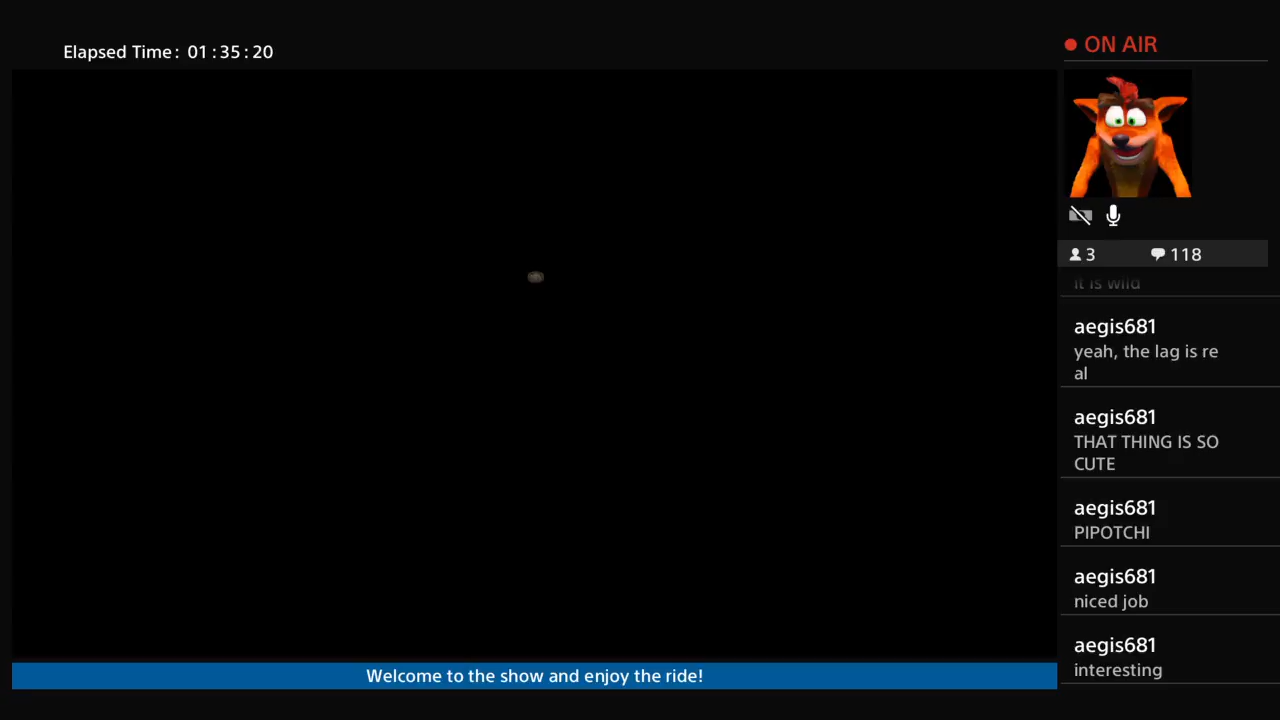 Elapsed Time: 01:35:20
ON AIR
3 118
it is wild
aegis681
yeah, the lag is re
al
aegis681
THAT THING IS SO
CUTE
aegis681
PIPOTCHI
aegis681
niced job
aegis681
interesting
Welcome to the show and enjoy the ride!